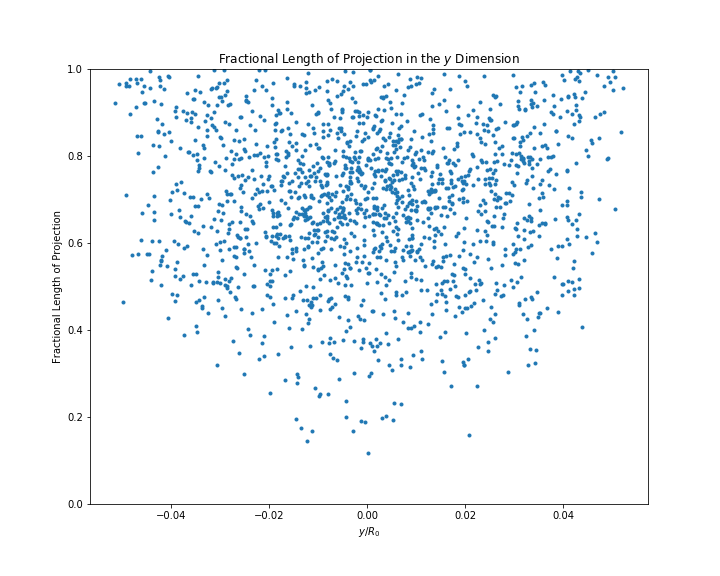 Fractional Length of Projection in the y Dimension
1.0
0.8
0.6
0.4
0.2
0.0
Fractional Length of Projection
−0.04 −0.02 0.00 0.02 0.04
y/R₀